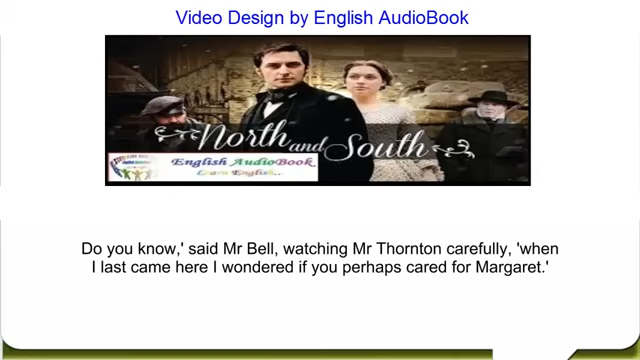 Video Design by English AudioBook
North and South
English AudioBook
Learn English...
Do you know,' said Mr Bell, watching Mr Thornton carefully, 'when
I last came here I wondered if you perhaps cared for Margaret.'